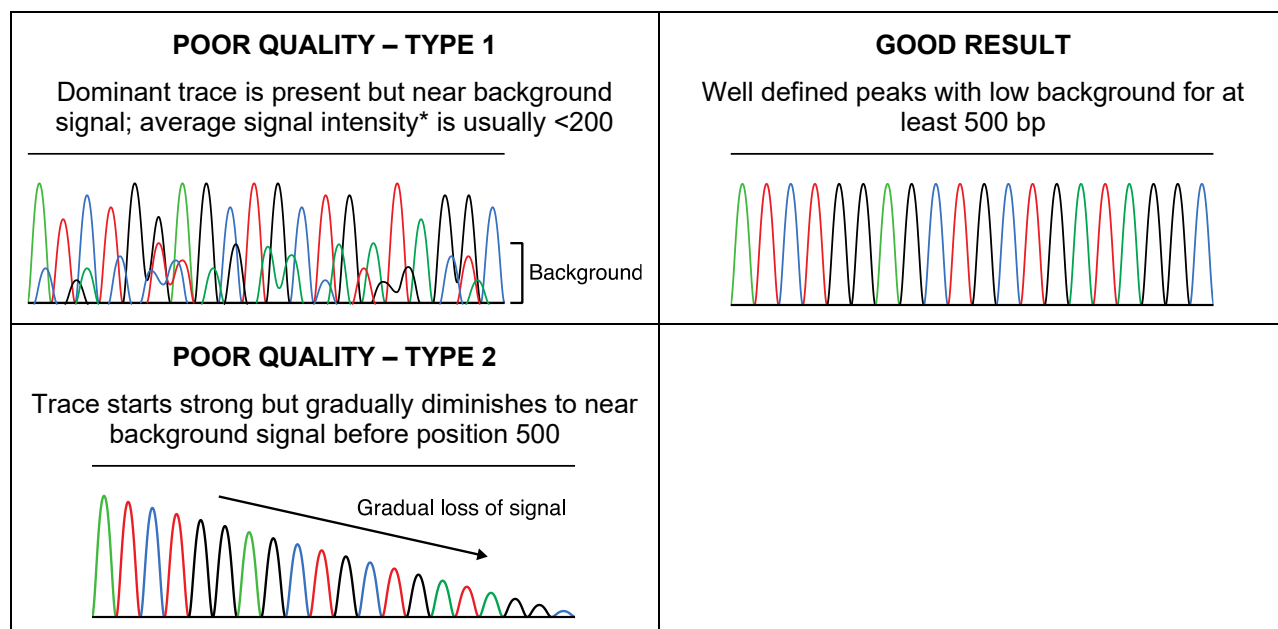 POOR QUALITY – TYPE 1
Dominant trace is present but near background
signal; average signal intensity* is usually <200
Background
GOOD RESULT
Well defined peaks with low background for at
least 500 bp
POOR QUALITY – TYPE 2
Trace starts strong but gradually diminishes to near
background signal before position 500
Gradual loss of signal